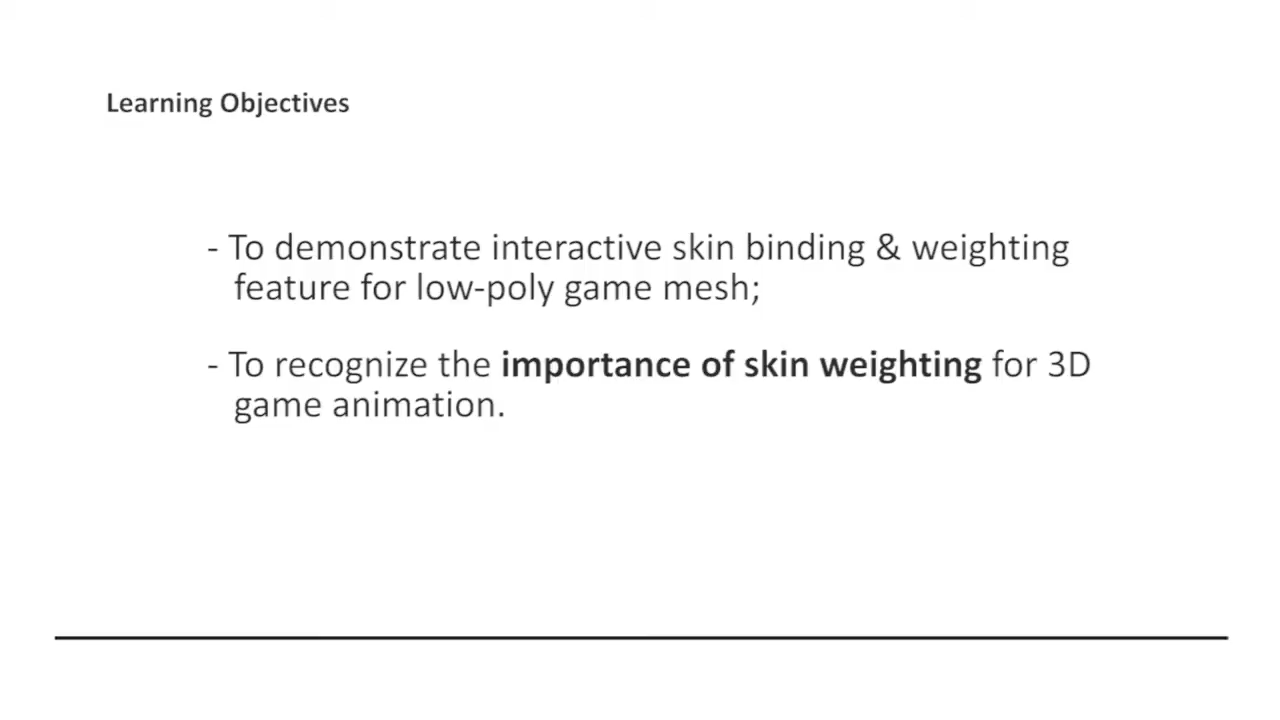 Learning Objectives
- To demonstrate interactive skin binding & weighting
feature for low-poly game mesh;
- To recognize the importance of skin weighting for 3D
game animation.